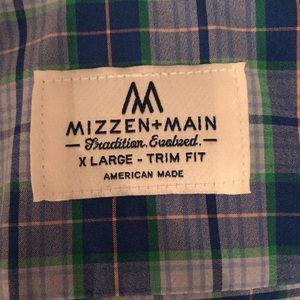 MIZZEN+MAIN
Tradition. Evolved.
X LARGE - TRIM FIT
AMERICAN MADE